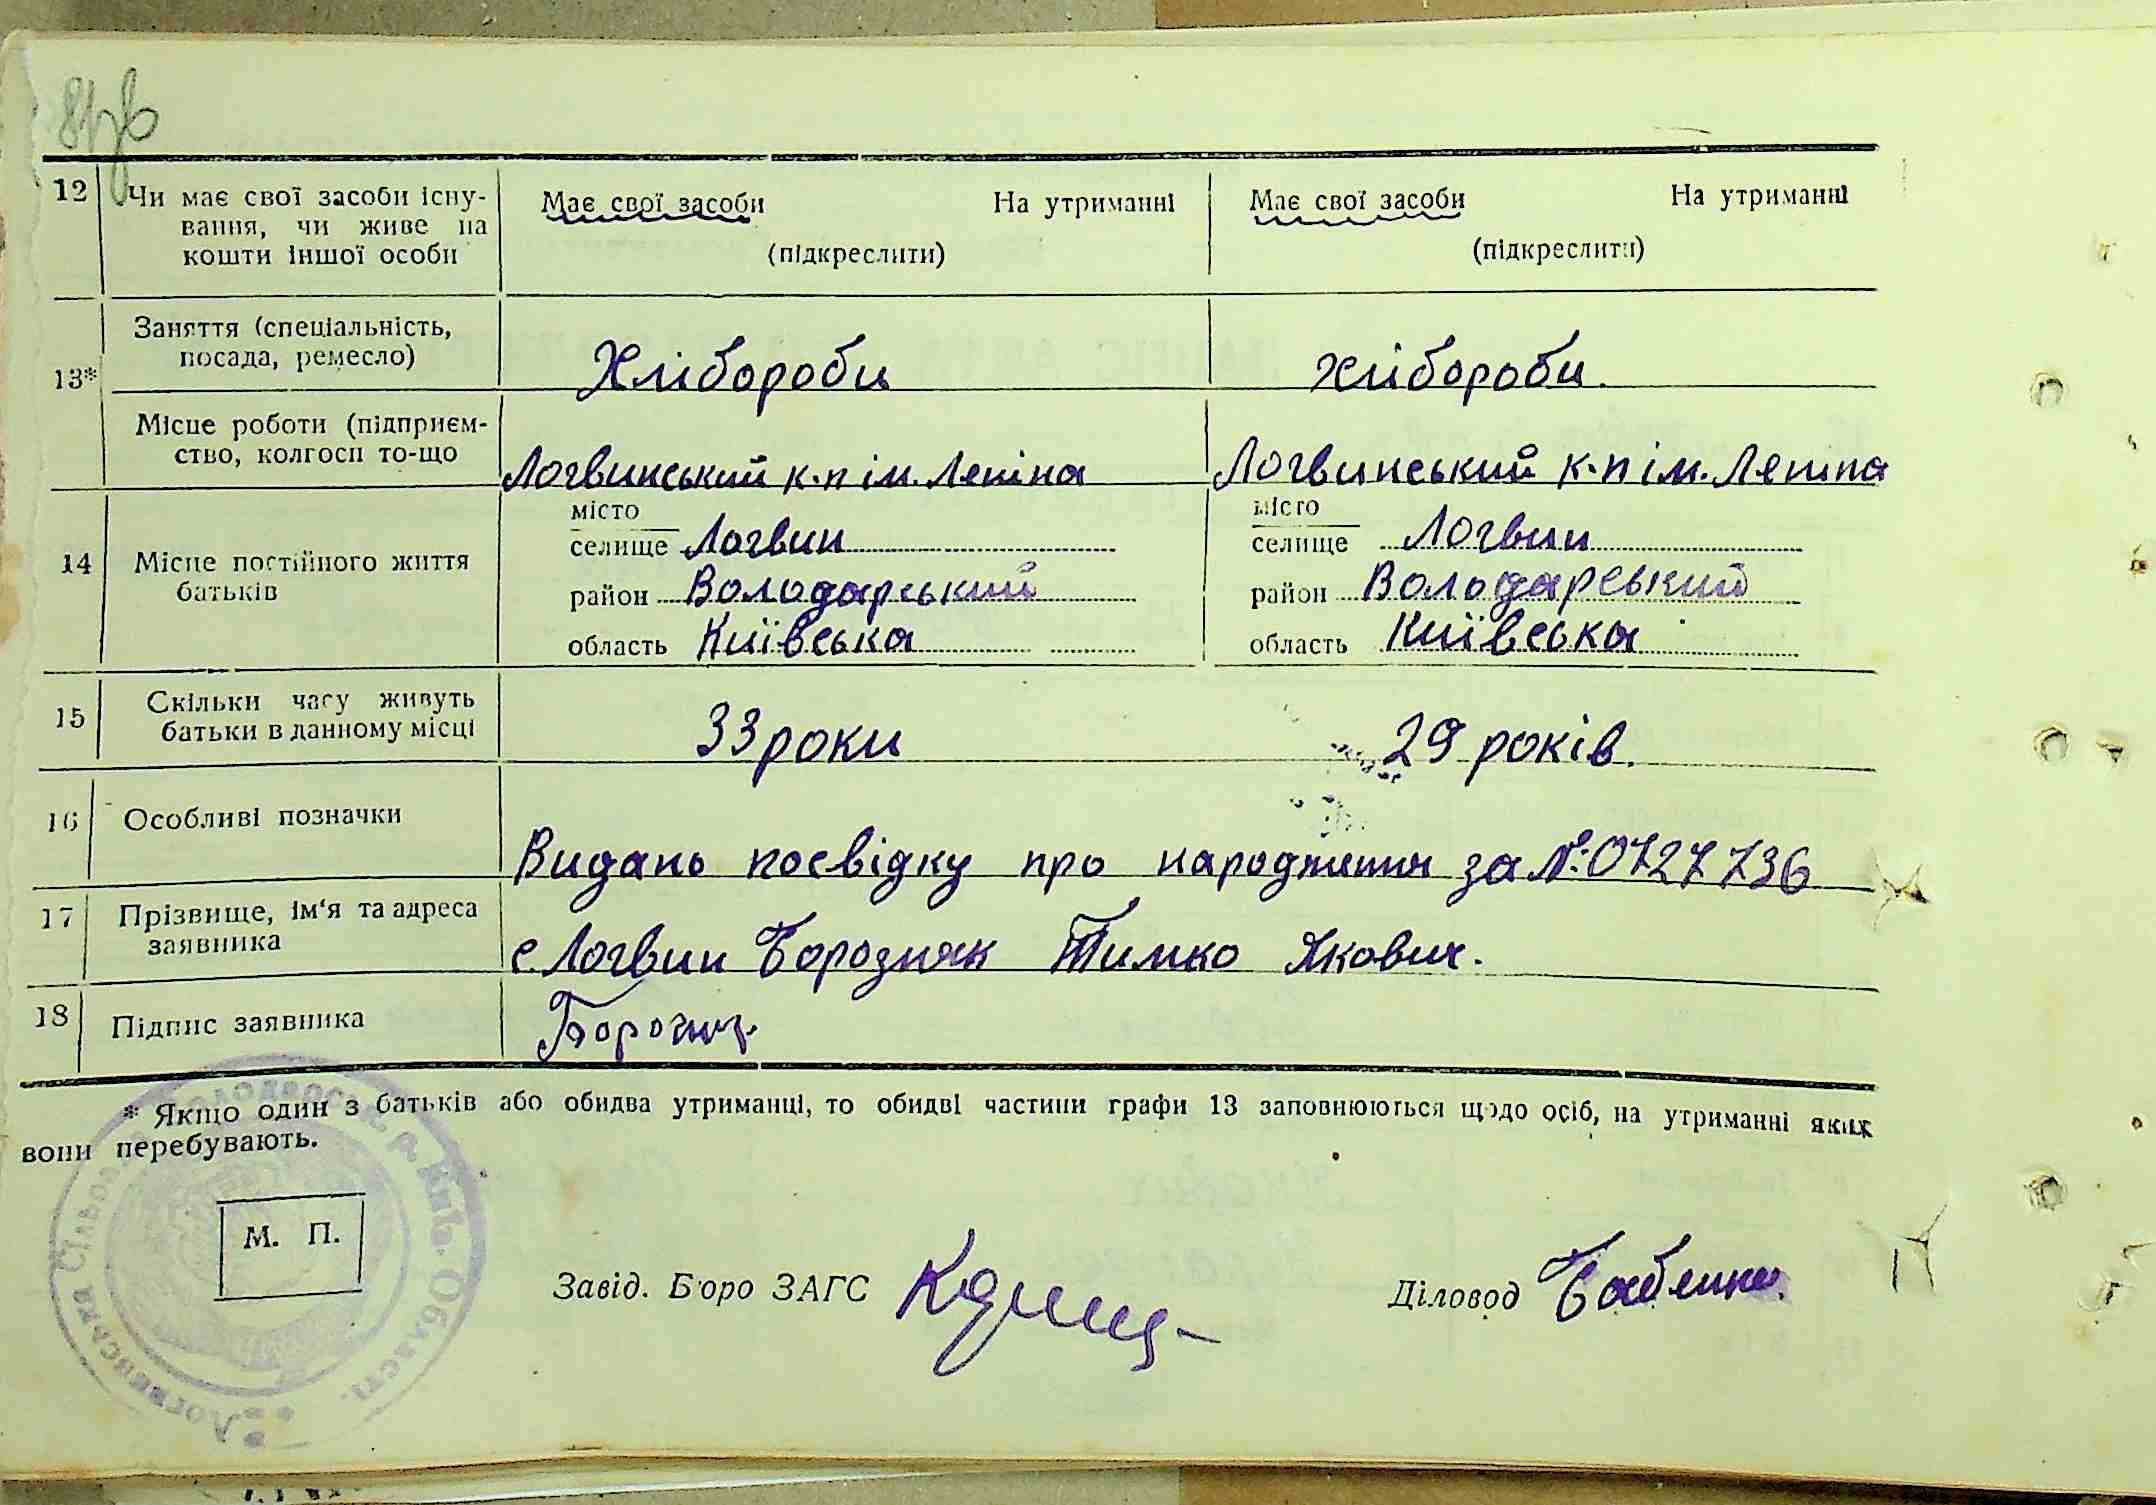 12 Чи має свої засоби існу- Має свої засоби На утриманні Має свої засоби На утриманні
вання, чи живе на
кошти іншої особи (підкреслити) (підкреслити)
Заняття (спеціальність,
посада, ремесло) Хлібороби Хлібороби.
13*
Місце роботи (підприєм-
ство, колгосп то-що Логвинський к.п ім. Леніна Логвинський к.п ім. Леніна
місто місто
селище Логвин селище Логвин
14 Місце постійного життя
батьків район Володарський район Володарський
область Київська область Київська
15 Скільки часу живуть
батьки в данному місці 33 роки 29 років.
16 Особливі позначки
Видано посвідку про народження за №: 0727736
17 Прізвище, ім'я та адреса
заявника с. Логвин Борозняк Тимко Якович.
18 Підпис заявника
* Якщо один з батьків або обидва утриманці, то обидві частини графи 13 заповнюються щодо осіб, на утриманні яких
вони перебувають.
М. П.
Завід. Бюро ЗАГС
Діловод Бабенко.